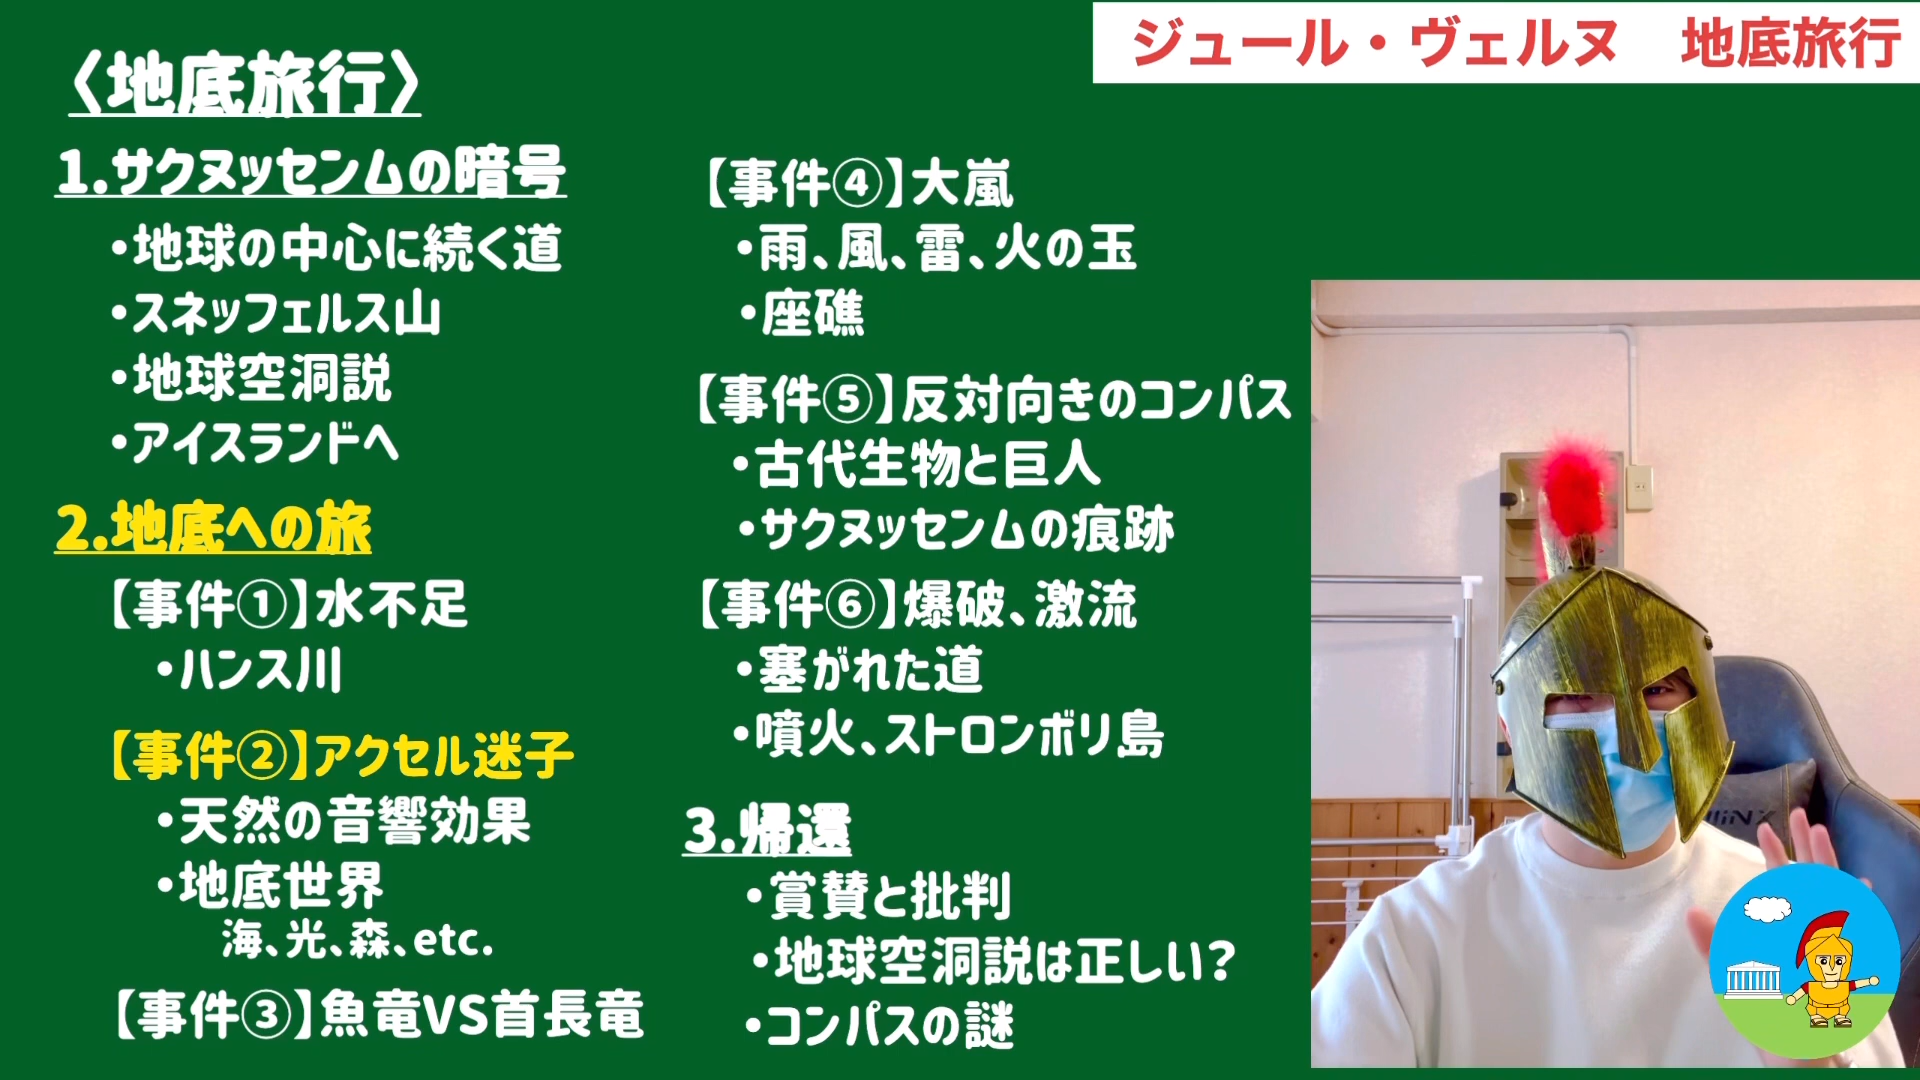 ジュール・ヴェルヌ　地底旅行
〈地底旅行〉
1.サクヌッセンムの暗号
・地球の中心に続く道
・スネッフェルス山
・地球空洞説
・アイスランドへ
2.地底への旅
【事件①】水不足
・ハンス川
【事件②】アクセル迷子
・天然の音響効果
・地底世界
海、光、森、etc.
【事件③】魚竜VS首長竜
【事件④】大嵐
・雨、風、雷、火の玉
・座礁
【事件⑤】反対向きのコンパス
・古代生物と巨人
・サクヌッセンムの痕跡
【事件⑥】爆破、激流
・塞がれた道
・噴火、ストロンボリ島
3.帰還
・賞賛と批判
・地球空洞説は正しい?
・コンパスの謎